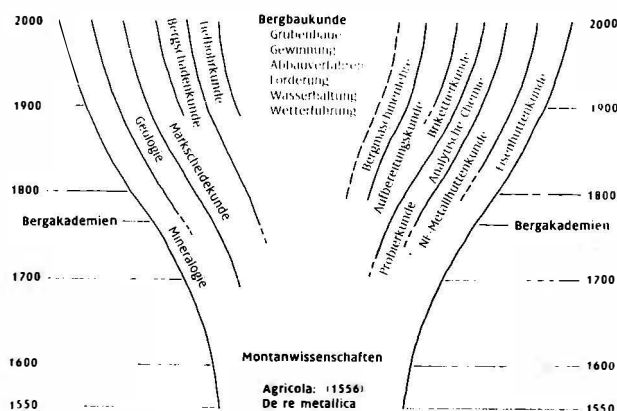 2000
1900
1800
Bergakademien
1700
1600
1550
Bergbaukunde
Grubenbaue
Gewinnung
Abbauverfahren
Förderung
Wasserhaltung
Wetterführung
Mineralogie
Geologie
Markscheidekunde
Bergschadenkunde
Tiefbohrkunde
Bergmaschinenlehre
Aufbereitungskunde
Brikettierkunde
Probierkunde
Analytische Chemie
NE-Metallhüttenkunde
Eisenhüttenkunde
2000
1900
1800
Bergakademien
1700
1600
1550
Montanwissenschaften
Agricola: (1556)
De re metallica